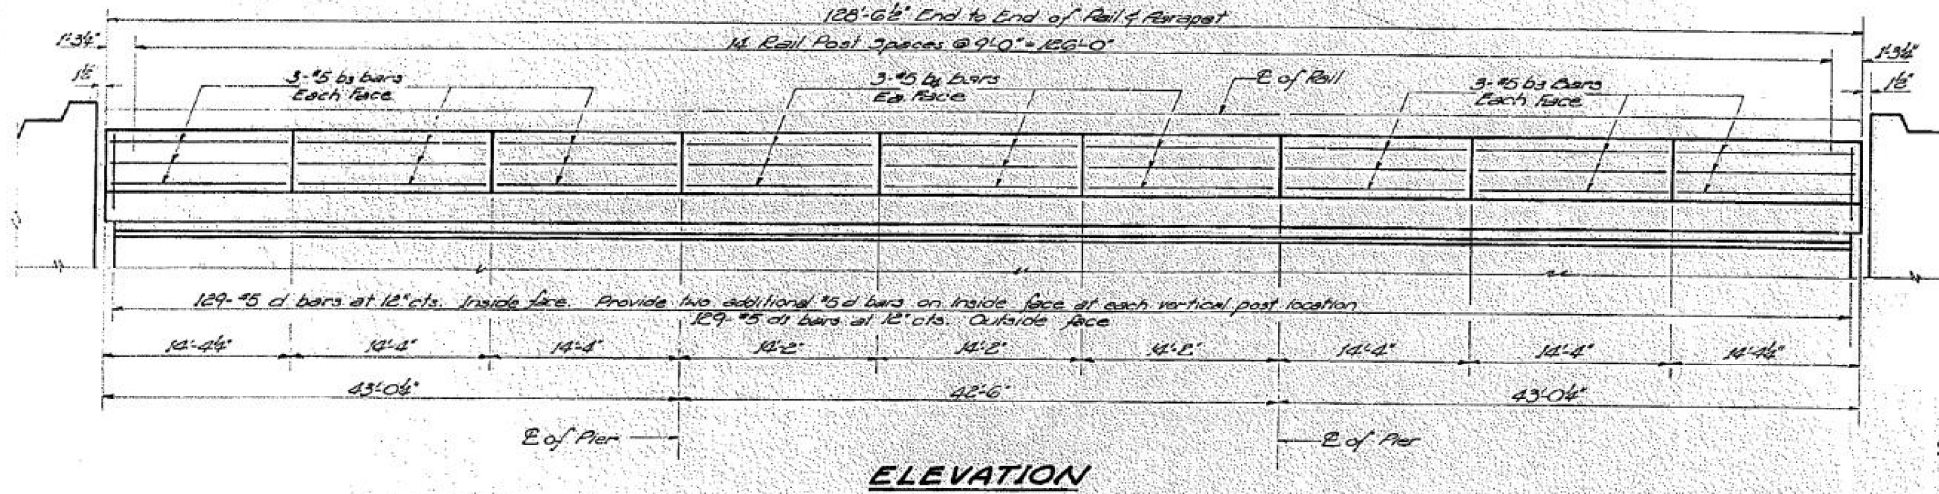 128'-6½" End to End of Rail & Parapet
14 Rail Post Spaces @ 9'-0" = 126'-0"
1'-3¼"
1'-3¼"
1½"
1½"
3-#5 b3 bars
Each Face
3-#5 b4 bars
Ea. Face
℄ of Rail
3-#5 b3 Bars
Each Face
129-#5 d bars at 12" cts. Inside face. Provide two additional #5 d bars on inside face at each vertical post location
129-#5 d1 bars at 12" cts. Outside face
14'-4¼"
14'-4"
14'-4"
14'-2"
14'-2"
14'-2"
14'-4"
14'-4"
14'-4¼"
43'-0¼"
42'-6"
43'-0¼"
℄ of Pier
℄ of Pier
ELEVATION